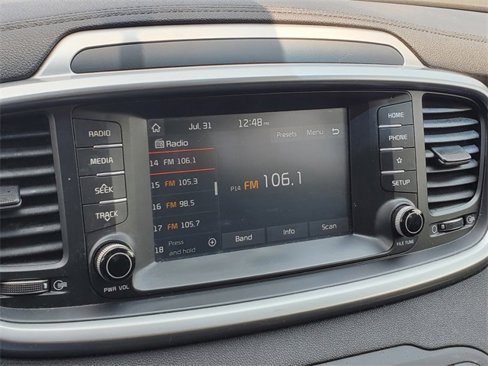 Jul. 31 12:48 PM
Radio Presets Menu
14 FM 106.1
15 FM 105.3
16 FM 98.5
17 FM 105.7
18 Press and hold
P14 FM 106.1
Band Info Scan
RADIO
MEDIA
SEEK
TRACK
PWR VOL
HOME
PHONE
SETUP
FILE TUNE